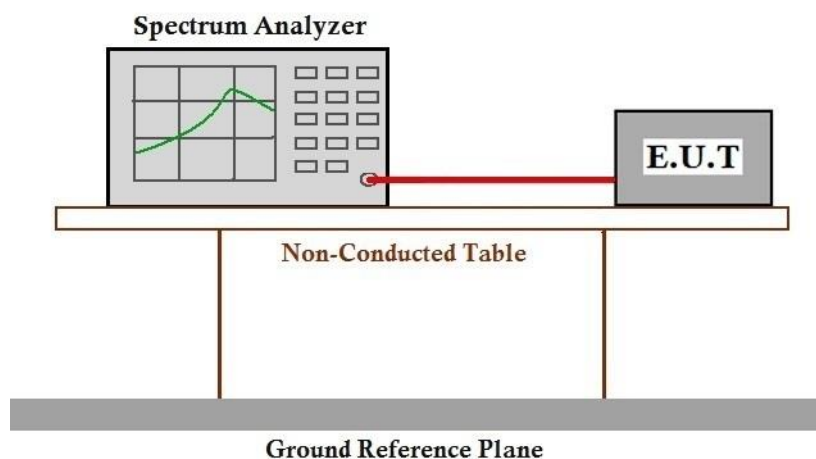 Spectrum Analyzer
E.U.T
Non-Conducted Table
Ground Reference Plane